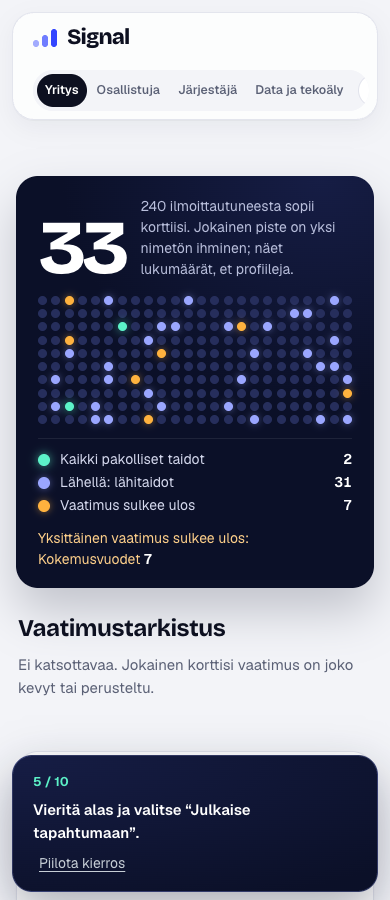 Signal
Yritys Osallistuja Järjestäjä Data ja tekoäly
33
240 ilmoittautuneesta sopii
korttiisi. Jokainen piste on yksi
nimetön ihminen; näet
lukumäärät, et profiileja.
Kaikki pakolliset taidot 2
Lähellä: lähitaidot 31
Vaatimus sulkee ulos 7
Yksittäinen vaatimus sulkee ulos:
Kokemusvuodet 7
Vaatimustarkistus
Ei katsottavaa. Jokainen korttisi vaatimus on joko
kevyt tai perusteltu.
5 / 10
Vieritä alas ja valitse “Julkaise
tapahtumaan”.
Piilota kierros